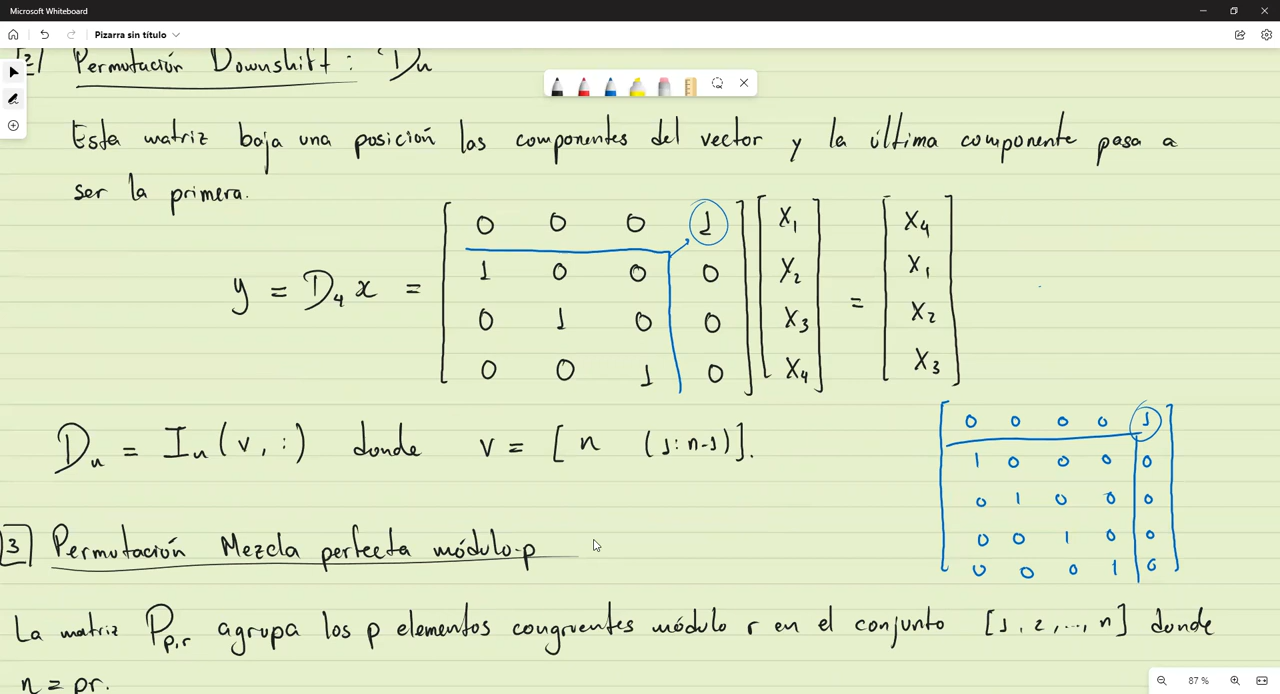 Microsoft Whiteboard
Pizarra sin título
[2] Permutación Downshift: Dn
Esta matriz baja una posición las componentes del vector y la última componente pasa a
ser la primera.
y = D₄x = [0 0 0 1; 1 0 0 0; 0 1 0 0; 0 0 1 0] [x₁; x₂; x₃; x₄] = [x₄; x₁; x₂; x₃]
Dn = In(v,:) donde v = [n (1:n-1)].
[0 0 0 0 1; 1 0 0 0 0; 0 1 0 0 0; 0 0 1 0 0; 0 0 0 1 0]
[3] Permutación Mezcla perfecta módulo-p
La matriz Pp,r agrupa los p elementos congruentes módulo r en el conjunto [1, 2, ..., n] donde
n = pr.
87 %